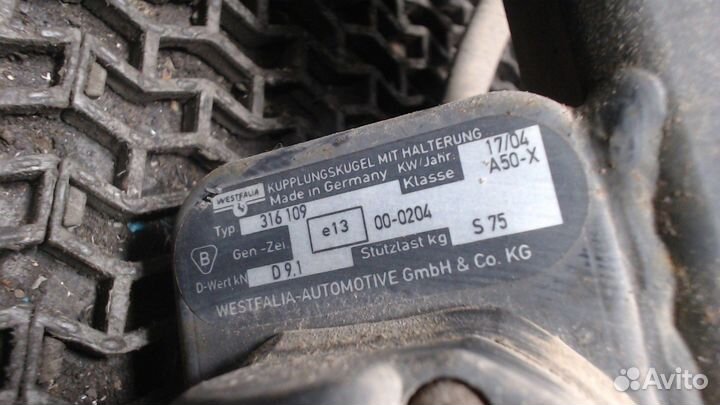 WESTFALIA
KUPPLUNGSKUGEL MIT HALTERUNG
Made in Germany KW/Jahr. 17/04
Typ 316 109 Klasse A50-X
B Gen.-Zei. e13 00-0204
D-Wert kN D 9.1 Stützlast kg S 75
WESTFALIA-AUTOMOTIVE GmbH & Co. KG
Avito